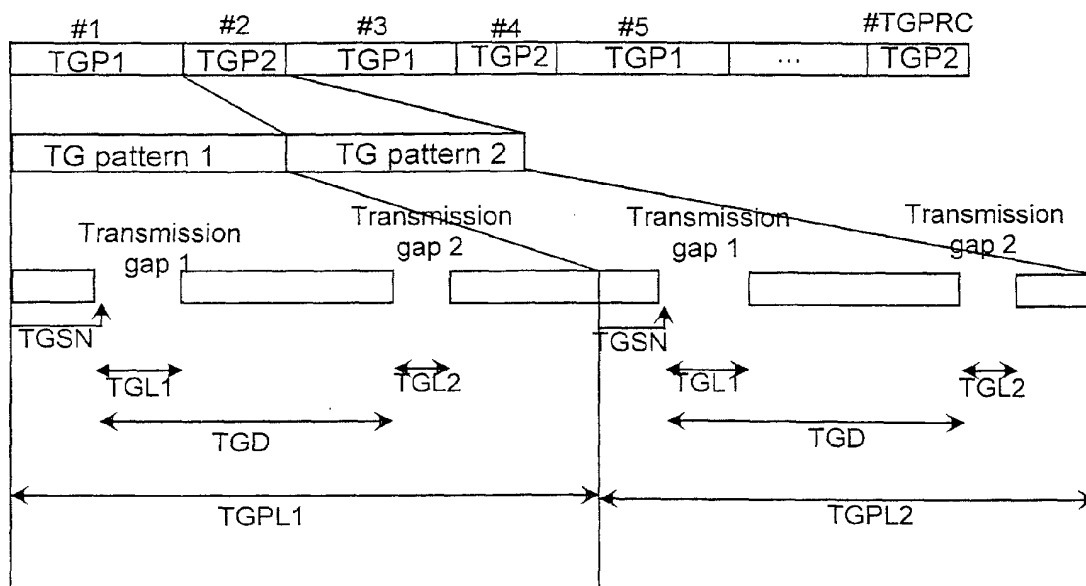 #1 #2 #3 #4 #5 #TGPRC
TGP1 TGP2 TGP1 TGP2 TGP1 ... TGP2
TG pattern 1 TG pattern 2
Transmission gap 1
Transmission gap 2
Transmission gap 1
Transmission gap 2
TGSN TGSN
TGL1 TGL2 TGL1 TGL2
TGD TGD
TGPL1 TGPL2